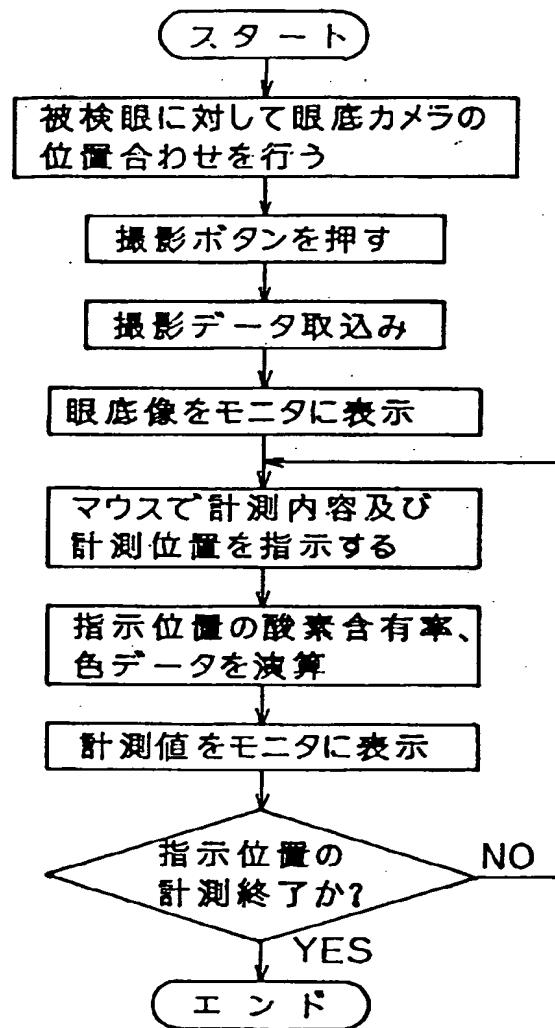 スタート
被検眼に対して眼底カメラの
位置合わせを行う
撮影ボタンを押す
撮影データ取込み
眼底像をモニタに表示
マウスで計測内容及び
計測位置を指示する
指示位置の酸素含有率、
色データを演算
計測値をモニタに表示
指示位置の
計測終了か?
NO
YES
エンド